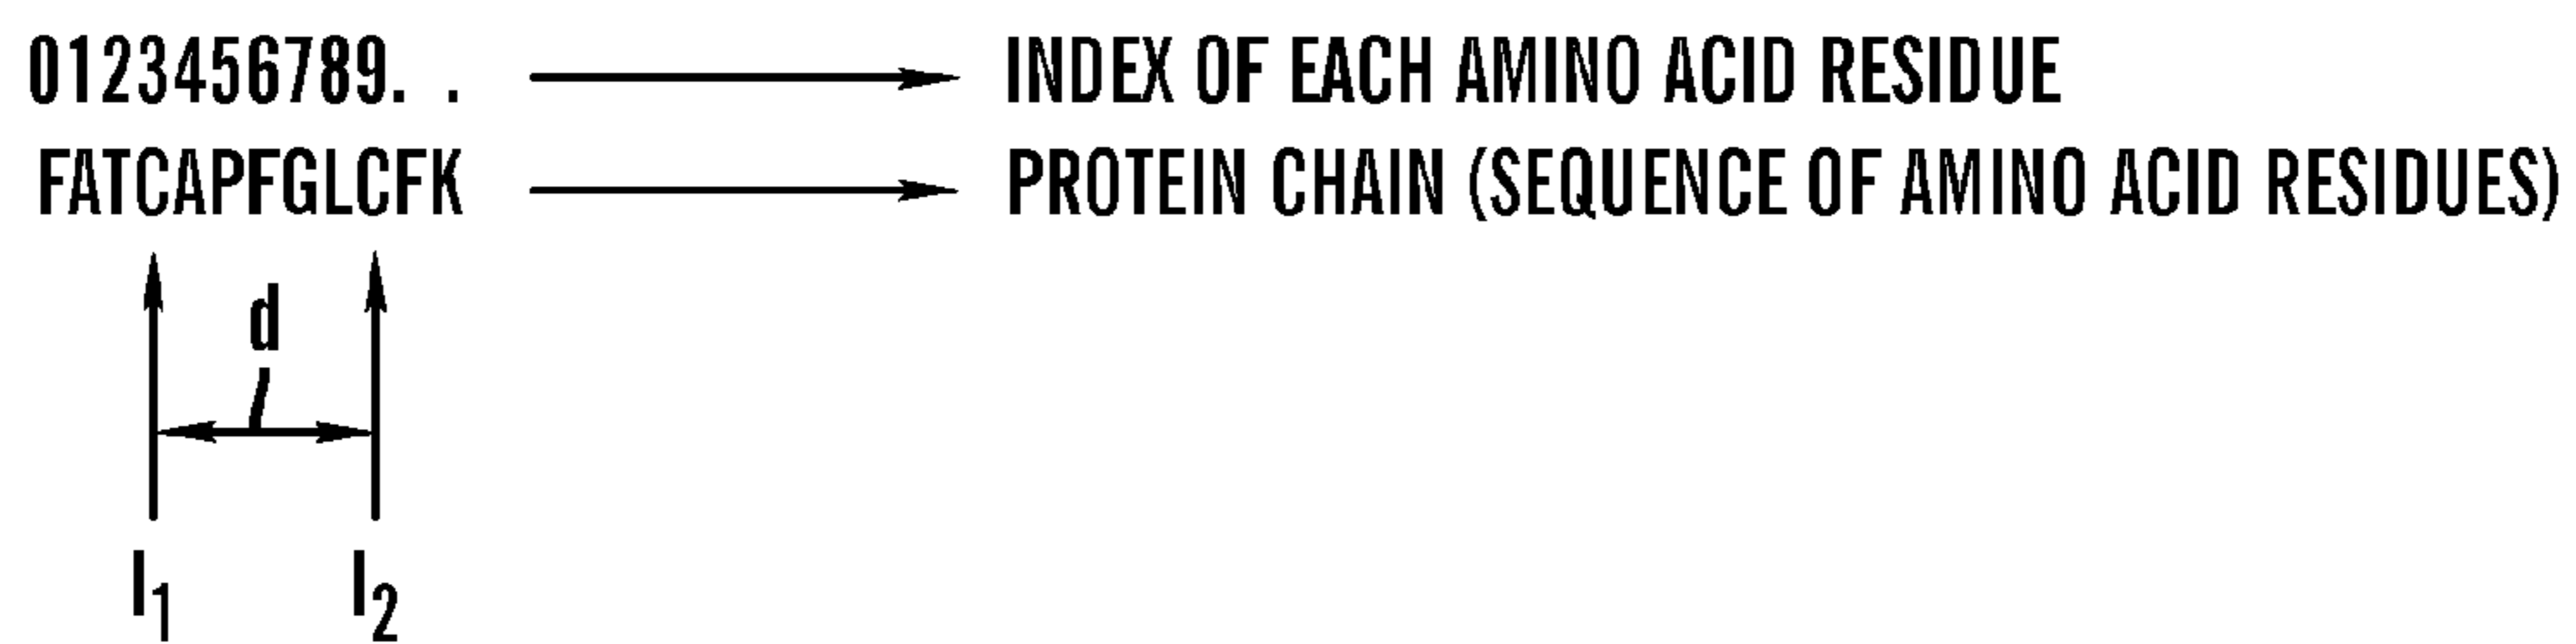 0123456789. . INDEX OF EACH AMINO ACID RESIDUE
FATCAPFGLCFK PROTEIN CHAIN (SEQUENCE OF AMINO ACID RESIDUES)
d
I1 I2